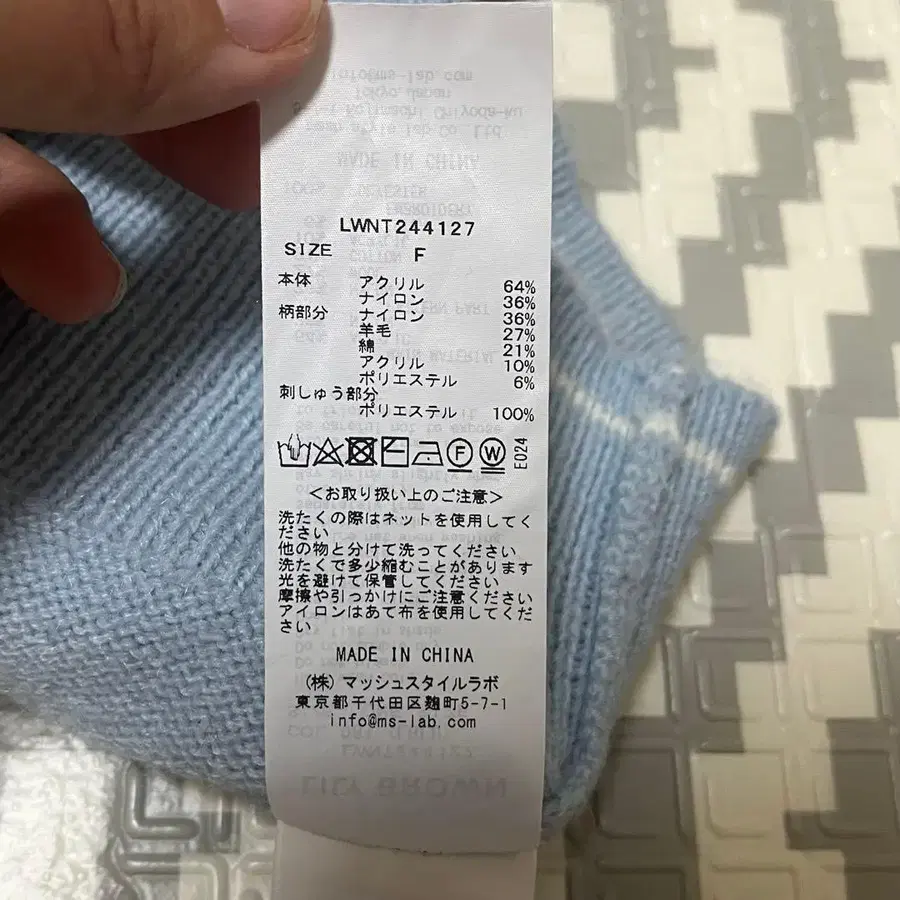 LWNT244127
SIZE F
本体 アクリル 64%
ナイロン 36%
柄部分 ナイロン 36%
羊毛 27%
綿 21%
アクリル 10%
ポリエステル 6%
刺しゅう部分
ポリエステル 100%
E024
<お取り扱い上のご注意>
洗たくの際はネットを使用してく
ださい
他の物と分けて洗ってください
洗たくで多少縮むことがあります
光を避けて保管してください
摩擦や引っかけにご注意ください
アイロンはあて布を使用してくだ
さい
MADE IN CHINA
(株)マッシュスタイルラボ
東京都千代田区麹町5-7-1
info@ms-lab.com
LILY BROWN